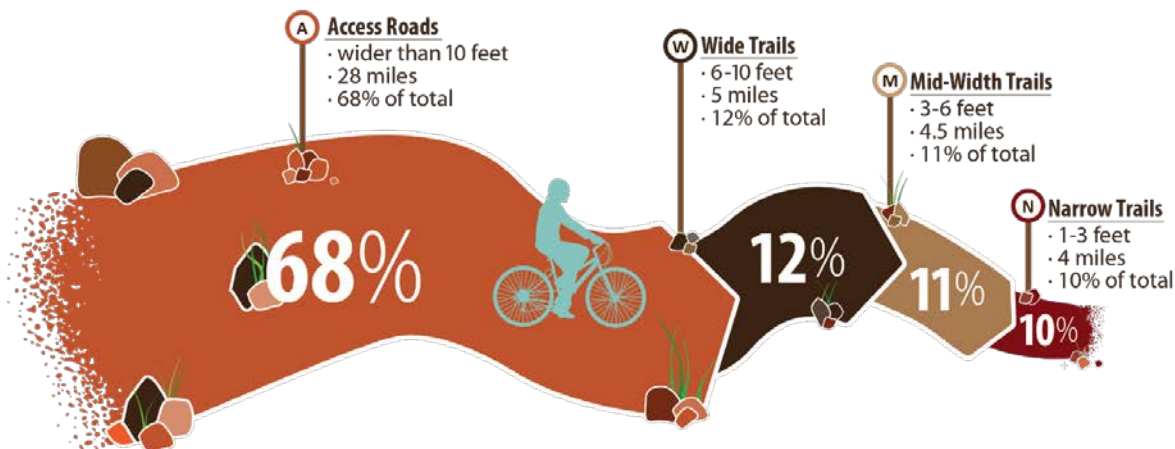 A
Access Roads
· wider than 10 feet
· 28 miles
· 68% of total
W
Wide Trails
· 6-10 feet
· 5 miles
· 12% of total
M
Mid-Width Trails
· 3-6 feet
· 4.5 miles
· 11% of total
N
Narrow Trails
· 1-3 feet
· 4 miles
· 10% of total
68%
12%
11%
10%